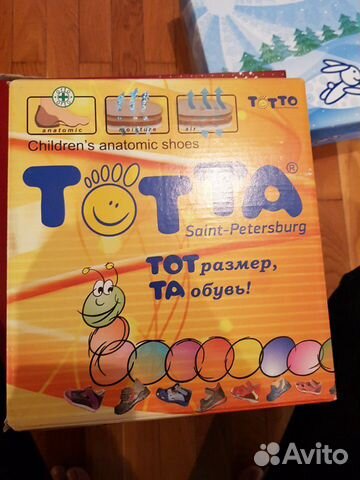 anatomic moisture air TOTTO
Children's anatomic shoes
TOTTA®
Saint-Petersburg
ТОТ размер,
ТА обувь!
Avito